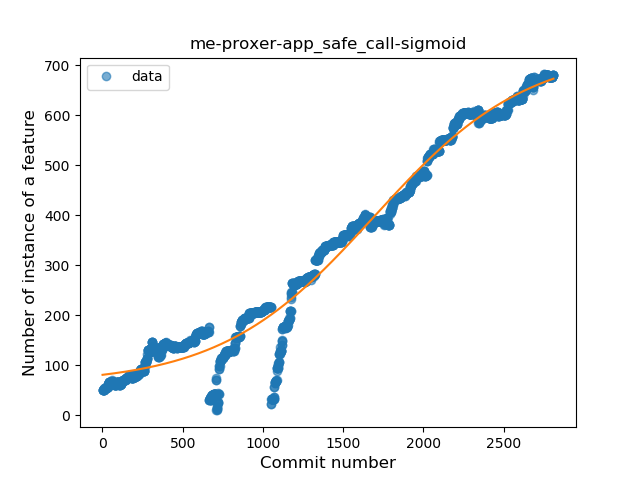 me-proxer-app_safe_call-sigmoid
data
Number of instance of a feature
700
600
500
400
300
200
100
0
0 500 1000 1500 2000 2500
Commit number